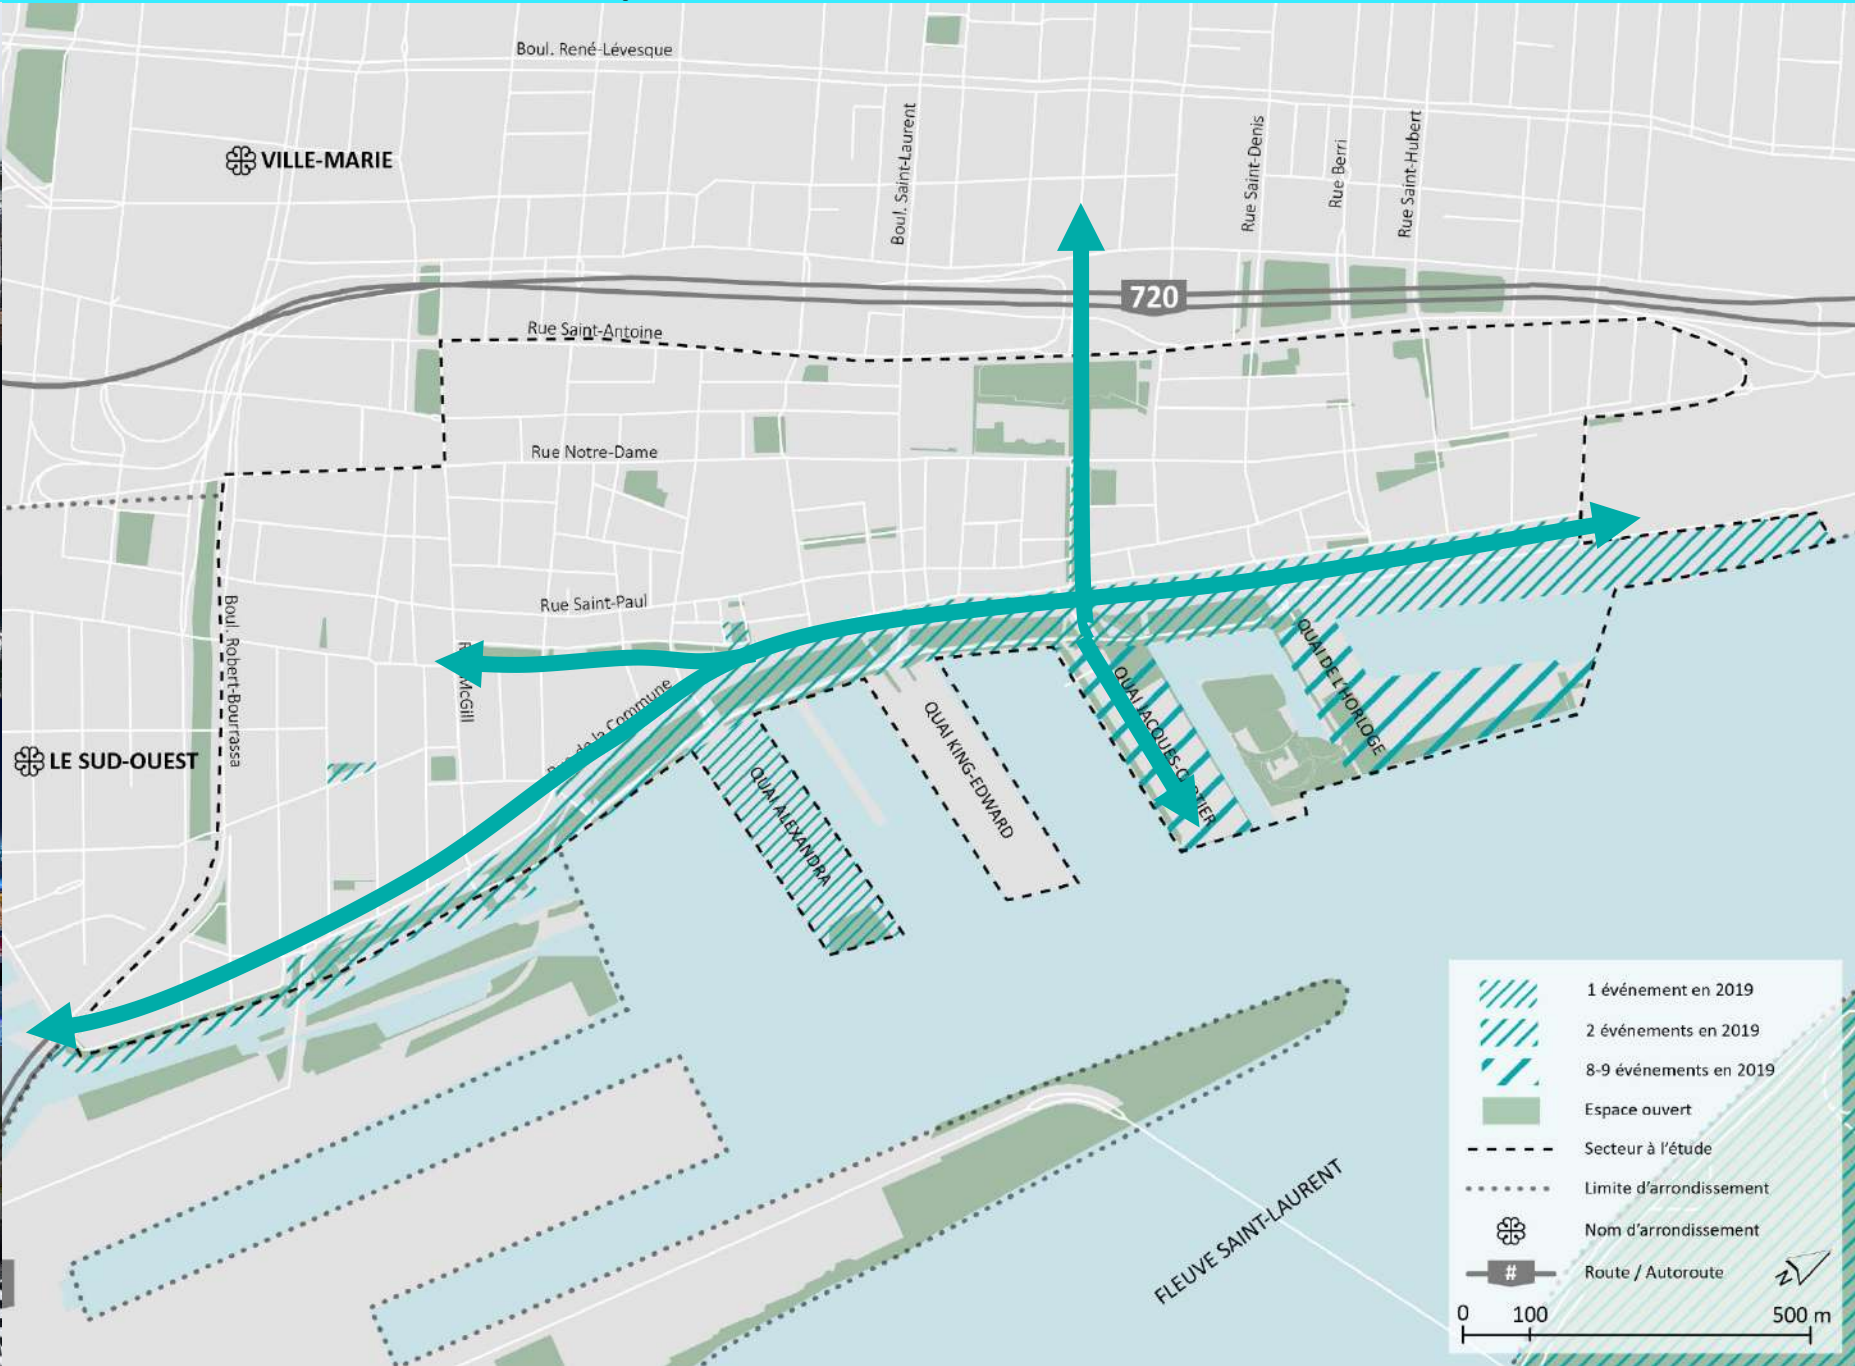 Boul. René-Lévesque
VILLE-MARIE
Boul. Saint-Laurent
Rue Saint-Denis
Rue Berri
Rue Saint-Hubert
720
Rue Saint-Antoine
Rue Notre-Dame
Rue Saint-Paul
Boul. Robert-Bourrassa
McGill
de la Commune
LE SUD-OUEST
QUAI ALEXANDRA
QUAI KING-EDWARD
QUAI JACQUES-C
TIER
QUAI DE L'HORLOGE
FLEUVE SAINT-LAURENT
1 événement en 2019
2 événements en 2019
8-9 événements en 2019
Espace ouvert
Secteur à l'étude
Limite d'arrondissement
Nom d'arrondissement
# Route / Autoroute
N
0 100 500 m